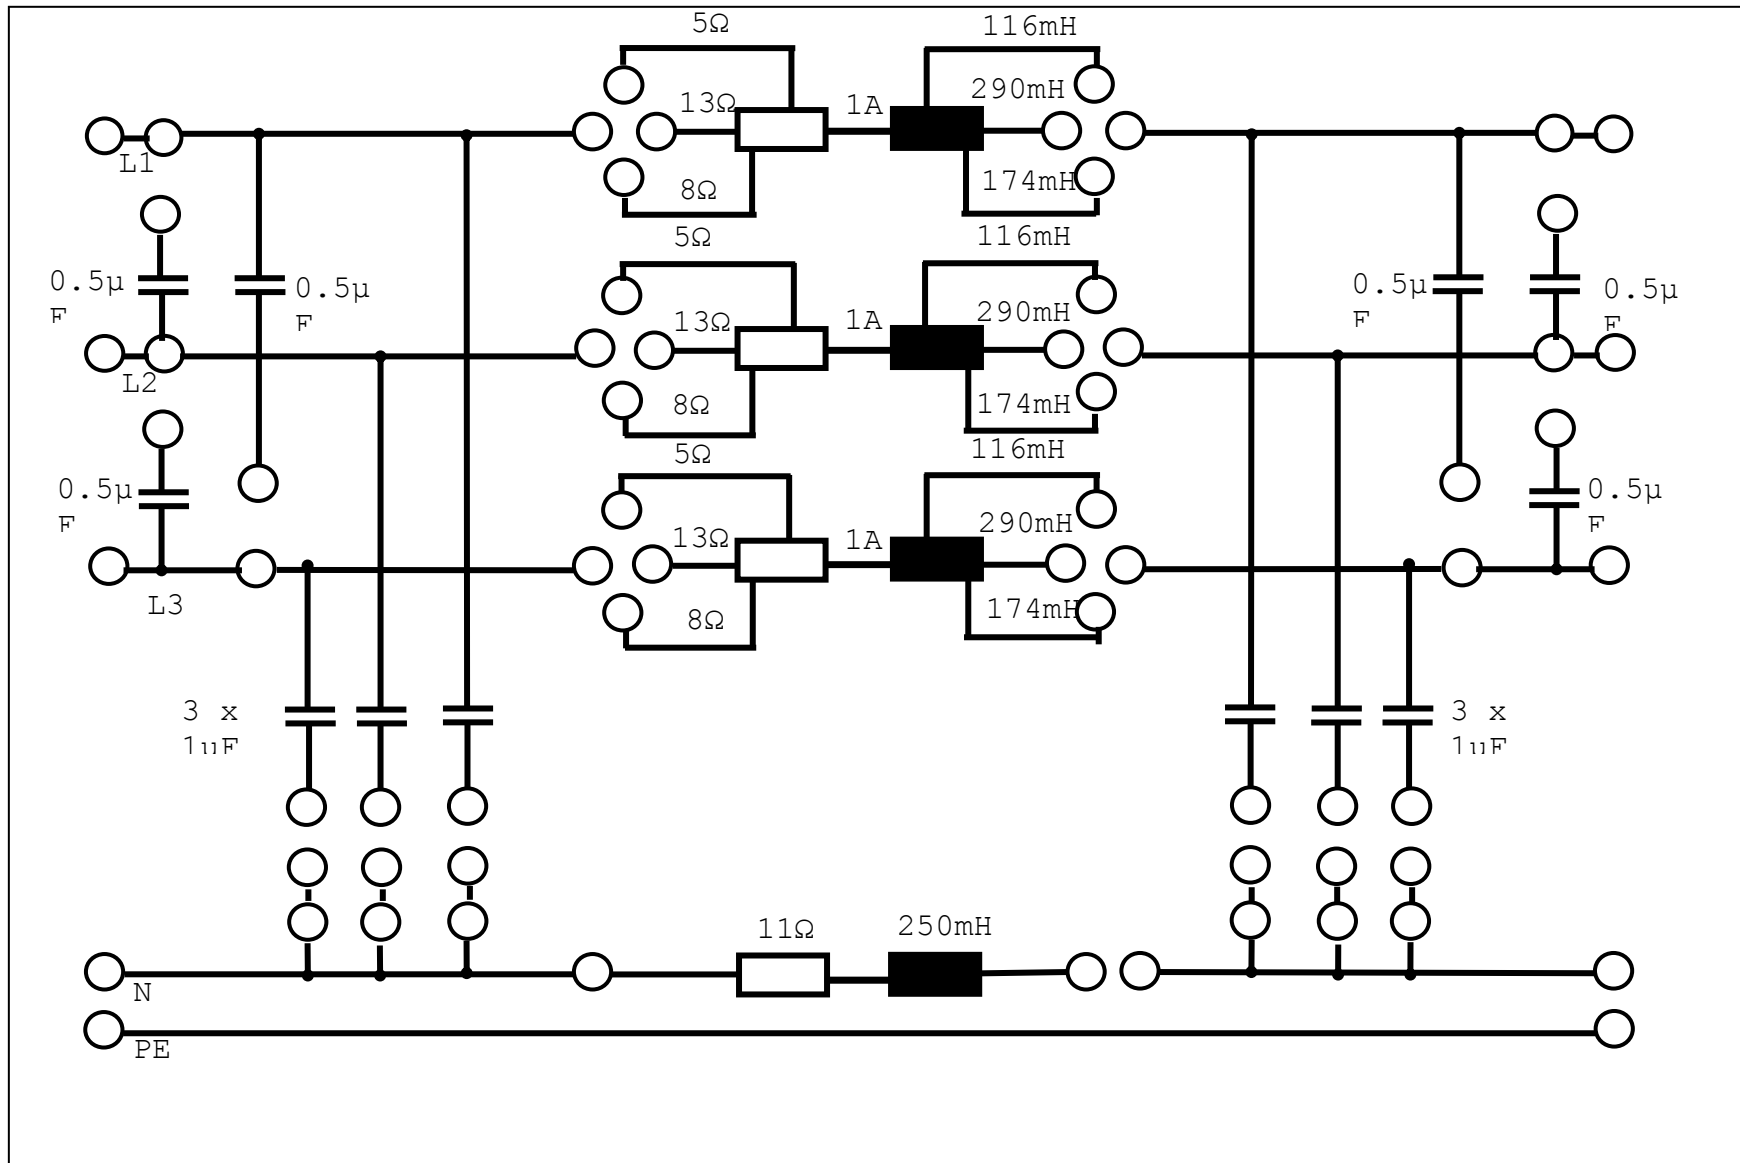 5Ω
116mH
13Ω
1A
290mH
L1
8Ω
174mH
5Ω
116mH
0.5µ
F
0.5µ
F
13Ω
1A
290mH
0.5µ
F
0.5µ
F
L2
8Ω
174mH
5Ω
116mH
0.5µ
F
13Ω
1A
290mH
0.5µ
F
L3
8Ω
174mH
3 x
1uF
3 x
1uF
11Ω
250mH
N
PE